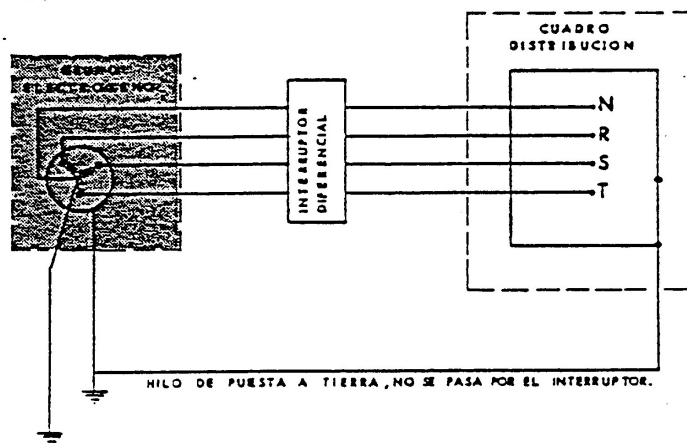 CUADRO
DISTRIBUCION
GRUPO
ELECTROGENO
INTERRUPTOR
DIFERENCIAL
N
R
S
T
HILO DE PUESTA A TIERRA, NO SE PASA POR EL INTERRUPTOR.